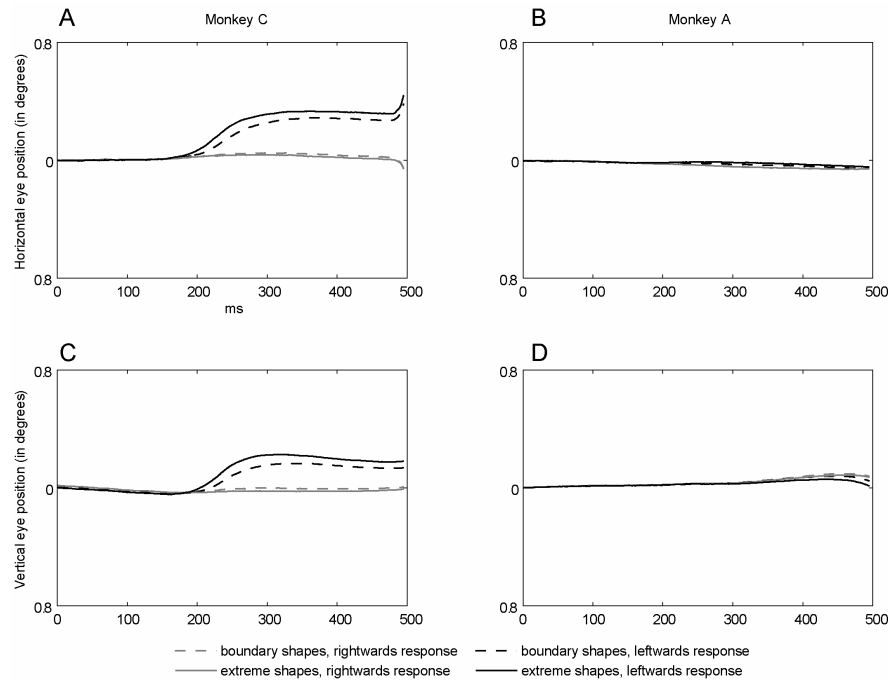 A Monkey C B Monkey A
Horizontal eye position (in degrees)
0.8 0.8
0 0
0.8 0.8
0 100 200 300 400 500 0 100 200 300 400 500
ms
C D
Vertical eye position (in degrees)
0.8 0.8
0 0
0.8 0.8
0 100 200 300 400 500 0 100 200 300 400 500
boundary shapes, rightwards response boundary shapes, leftwards response
extreme shapes, rightwards response extreme shapes, leftwards response